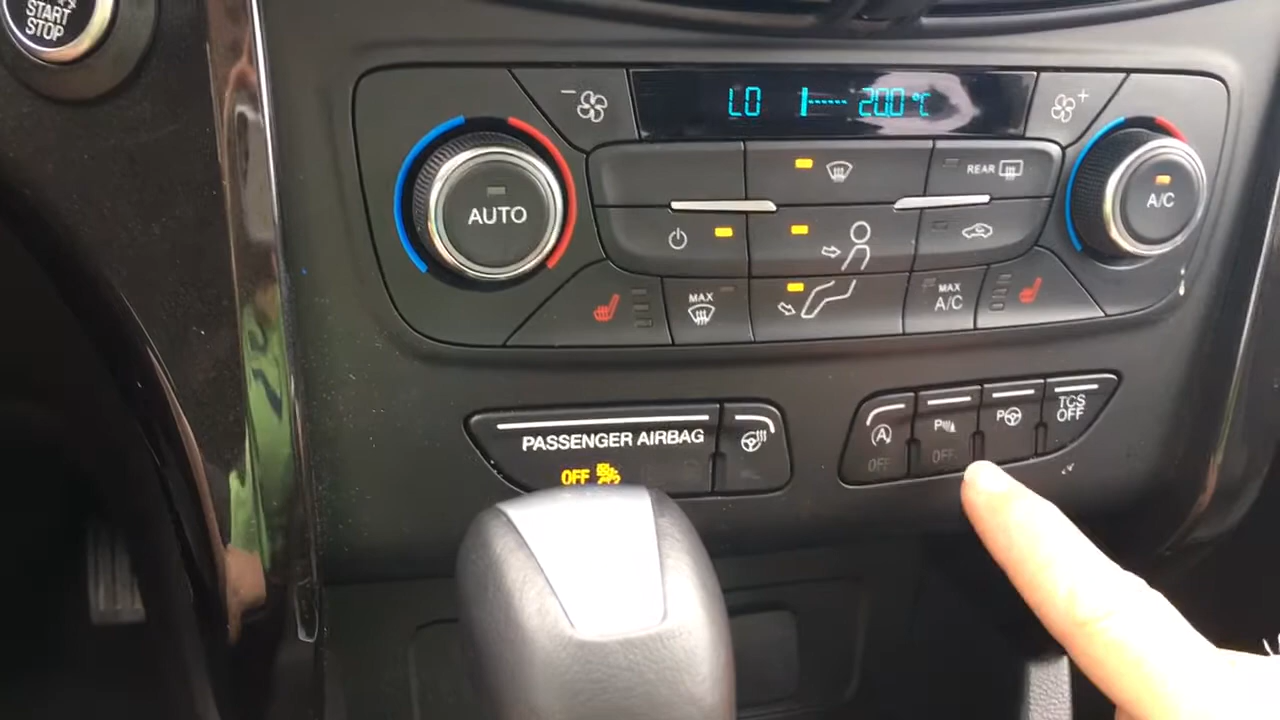 START
STOP
LO 20.0 °C
REAR
AUTO
A/C
MAX
MAX
A/C
PASSENGER AIRBAG
OFF
A
OFF
P
OFF
P
TCS
OFF